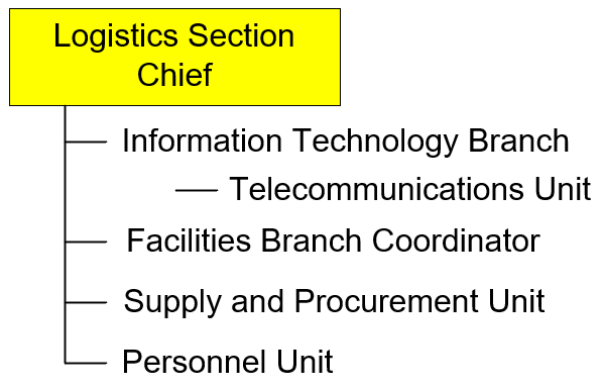 Logistics Section
Chief
Information Technology Branch
Telecommunications Unit
Facilities Branch Coordinator
Supply and Procurement Unit
Personnel Unit